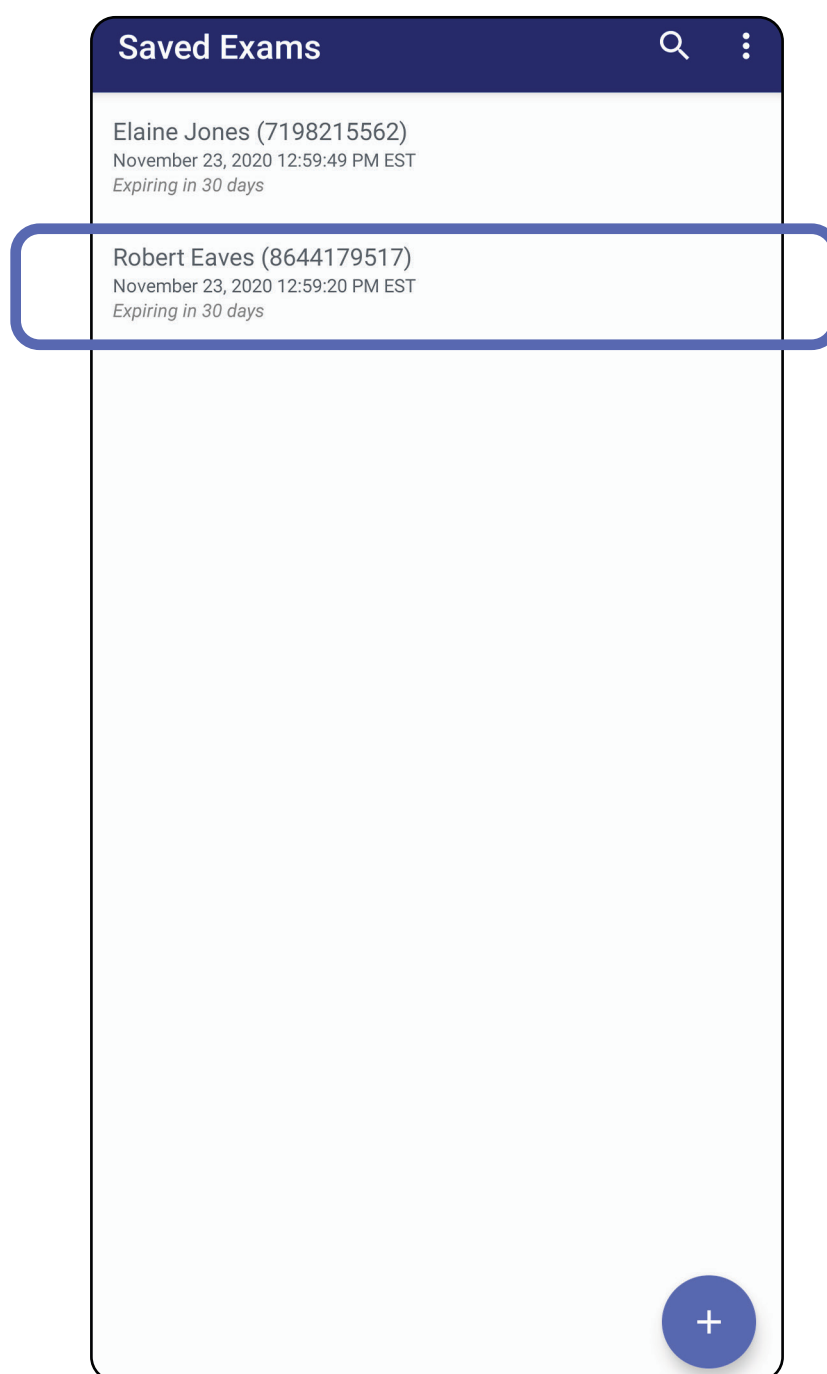 Saved Exams
Elaine Jones (7198215562)
November 23, 2020 12:59:49 PM EST
Expiring in 30 days
Robert Eaves (8644179517)
November 23, 2020 12:59:20 PM EST
Expiring in 30 days
+